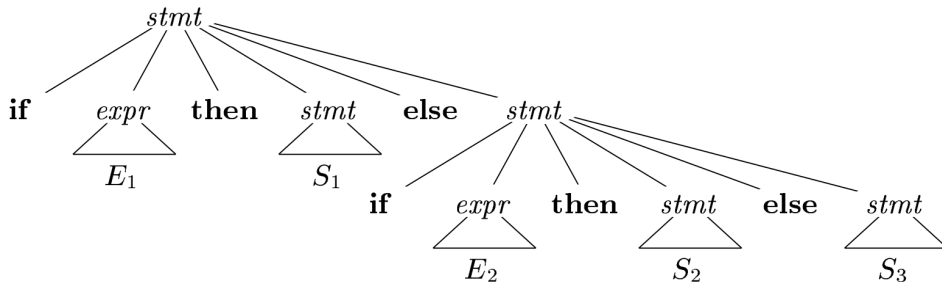 stmt
if expr then stmt else stmt
E₁ S₁
if expr then stmt else stmt
E₂ S₂ S₃